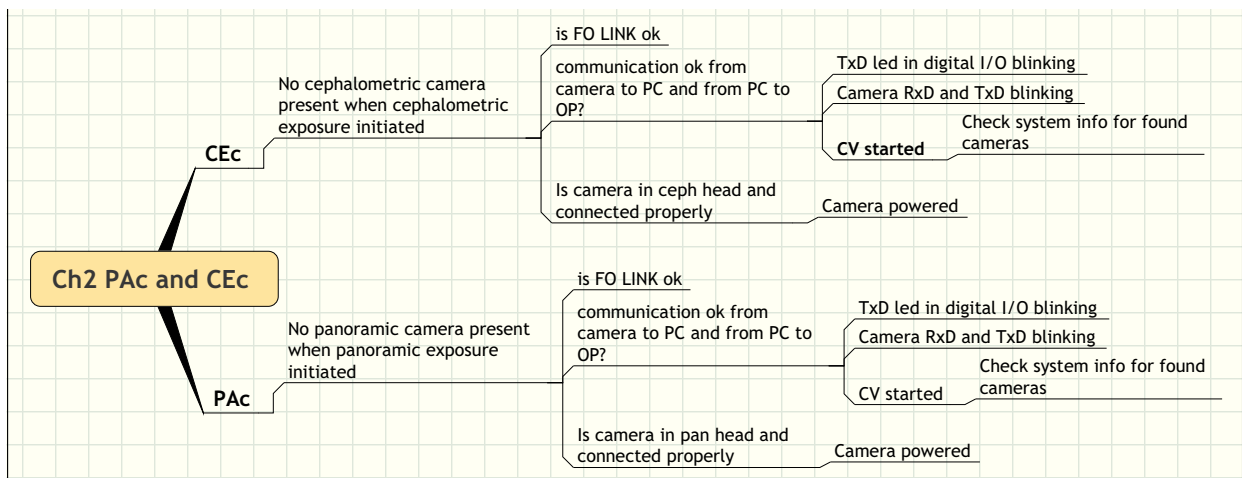 Ch2 PAc and CEc
CEc
No cephalometric camera
present when cephalometric
exposure initiated
is FO LINK ok
communication ok from
camera to PC and from PC to
OP?
TxD led in digital I/O blinking
Camera RxD and TxD blinking
CV started
Check system info for found
cameras
Is camera in ceph head and
connected properly
Camera powered
PAc
No panoramic camera present
when panoramic exposure
initiated
is FO LINK ok
communication ok from
camera to PC and from PC to
OP?
TxD led in digital I/O blinking
Camera RxD and TxD blinking
CV started
Check system info for found
cameras
Is camera in pan head and
connected properly
Camera powered